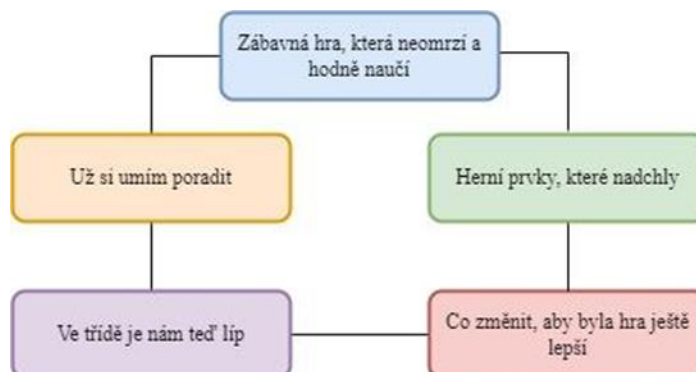 Zábavná hra, která neomrzí a
hodně naučí
Už si umím poradit
Herní prvky, které nadchly
Ve třídě je nám teď líp
Co změnit, aby byla hra ještě
lepší